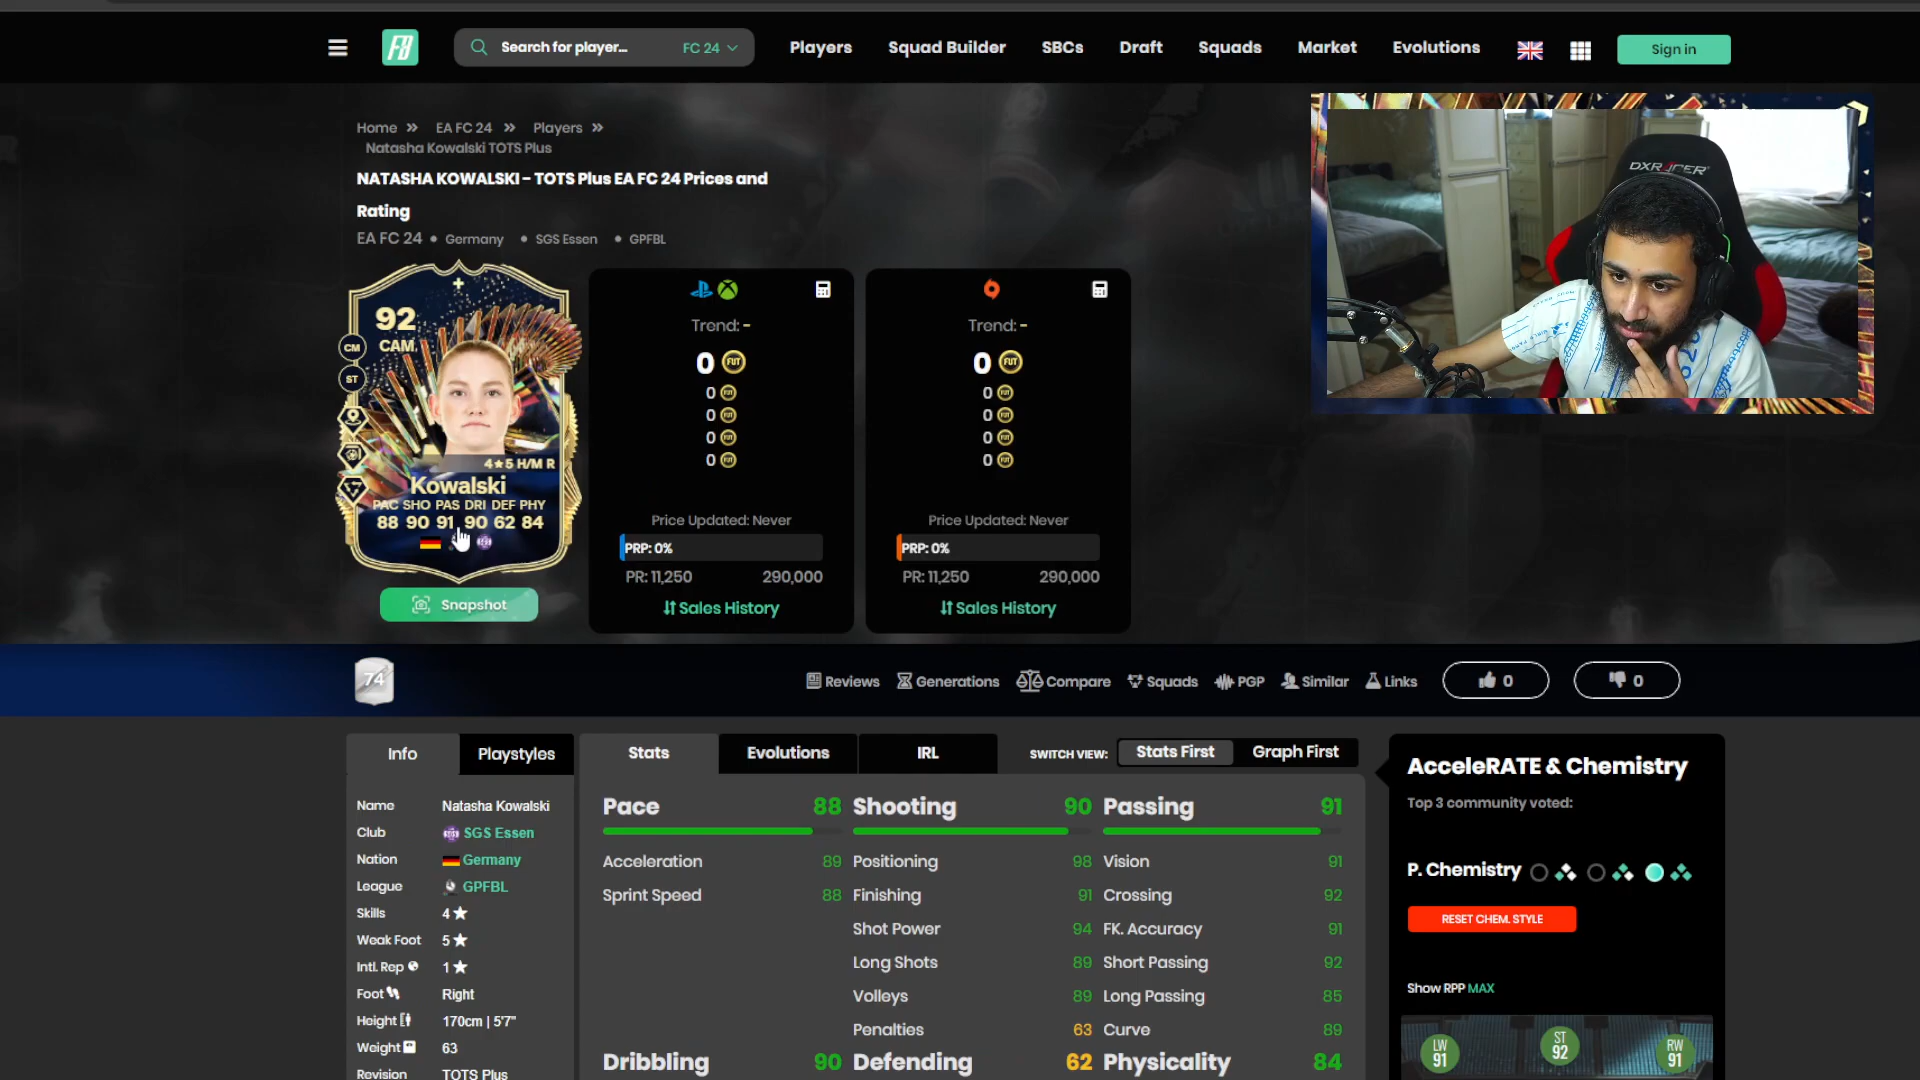 Search for player...
FC 24
Players
Squad Builder
SBCs
Draft
Squads
Market
Evolutions
Sign in
Home » EA FC 24 » Players »
Natasha Kowalski TOTS Plus
NATASHA KOWALSKI - TOTS Plus EA FC 24 Prices and
Rating
EA FC 24 • Germany • SGS Essen • GPFBL
DXRACER
92
CAM
CM
ST
4★5 H/M R
Kowalski
PAC SHO PAS DRI DEF PHY
88 90 91 90 62 84
Snapshot
Trend: -
0 FUT
0
0
0
0
Price Updated: Never
PRP: 0%
PR: 11,250 290,000
Sales History
Trend: -
0 FUT
0
0
0
0
Price Updated: Never
PRP: 0%
PR: 11,250 290,000
Sales History
74
Reviews
Generations
Compare
Squads
PGP
Similar
Links
0
0
Info
Playstyles
Name Natasha Kowalski
Club SGS Essen
Nation Germany
League GPFBL
Skills 4 ★
Weak Foot 5 ★
Intl. Rep 1 ★
Foot Right
Height 170cm | 5'7"
Weight 63
Revision TOTS Plus
Stats
Evolutions
IRL
SWITCH VIEW:
Stats First
Graph First
Pace 88
Acceleration 89
Sprint Speed 88
Shooting 90
Positioning 98
Finishing 91
Shot Power 94
Long Shots 89
Volleys 89
Penalties 63
Passing 91
Vision 91
Crossing 92
FK. Accuracy 91
Short Passing 92
Long Passing 85
Curve 89
Dribbling 90
Defending 62
Physicality 84
AcceleRATE & Chemistry
Top 3 community voted:
P. Chemistry
RESET CHEM. STYLE
Show RPP MAX
LW
91
ST
92
RW
91